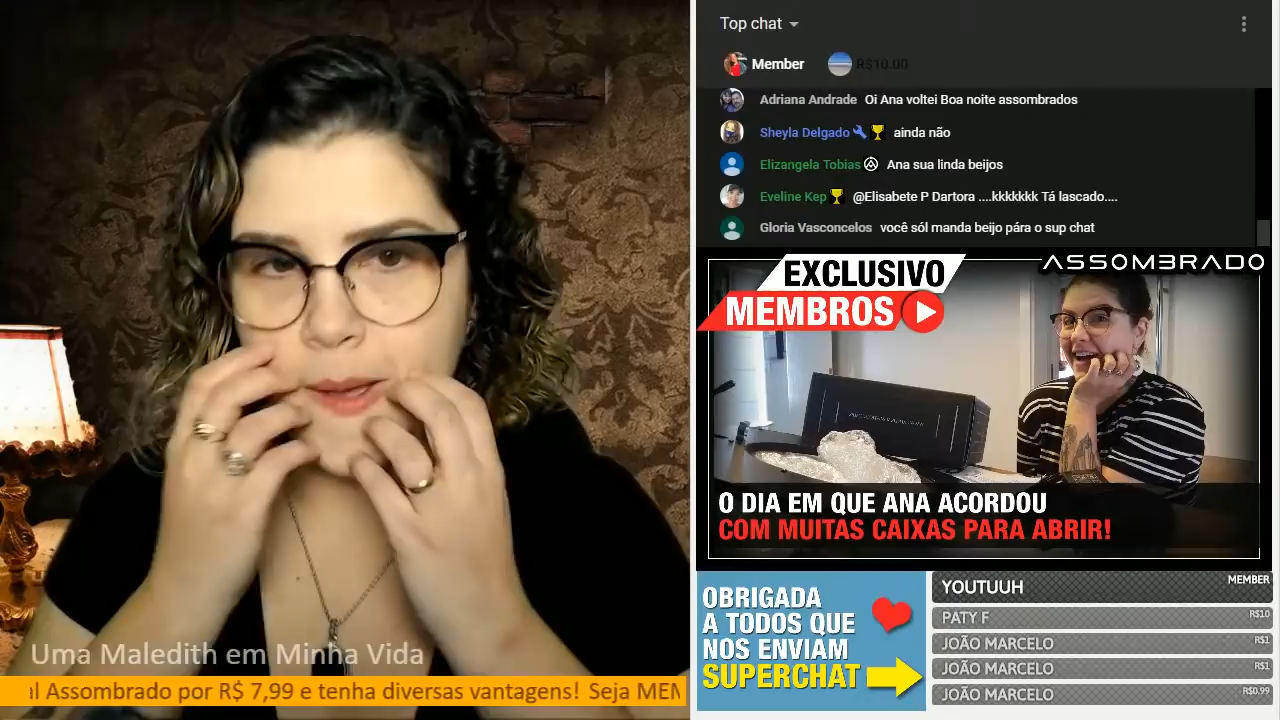 Uma Maledith em Minha Vida
al Assombrado por R$ 7,99 e tenha diversas vantagens! Seja MEM
Top chat
Member
R$10.00
Adriana Andrade Oi Ana voltei Boa noite assombrados
Sheyla Delgado ainda não
Elizangela Tobias Ana sua linda beijos
Eveline Kep @Elisabete P Dartora ....kkkkkkk Tá lascado....
Gloria Vasconcelos você sól manda beijo pára o sup chat
EXCLUSIVO
MEMBROS
ASSOMBRADO
O DIA EM QUE ANA ACORDOU
COM MUITAS CAIXAS PARA ABRIR!
OBRIGADA
A TODOS QUE
NOS ENVIAM
SUPERCHAT
YOUTUUH MEMBER
PATY F R$10
JOÃO MARCELO R$1
JOÃO MARCELO R$1
JOÃO MARCELO R$0.99